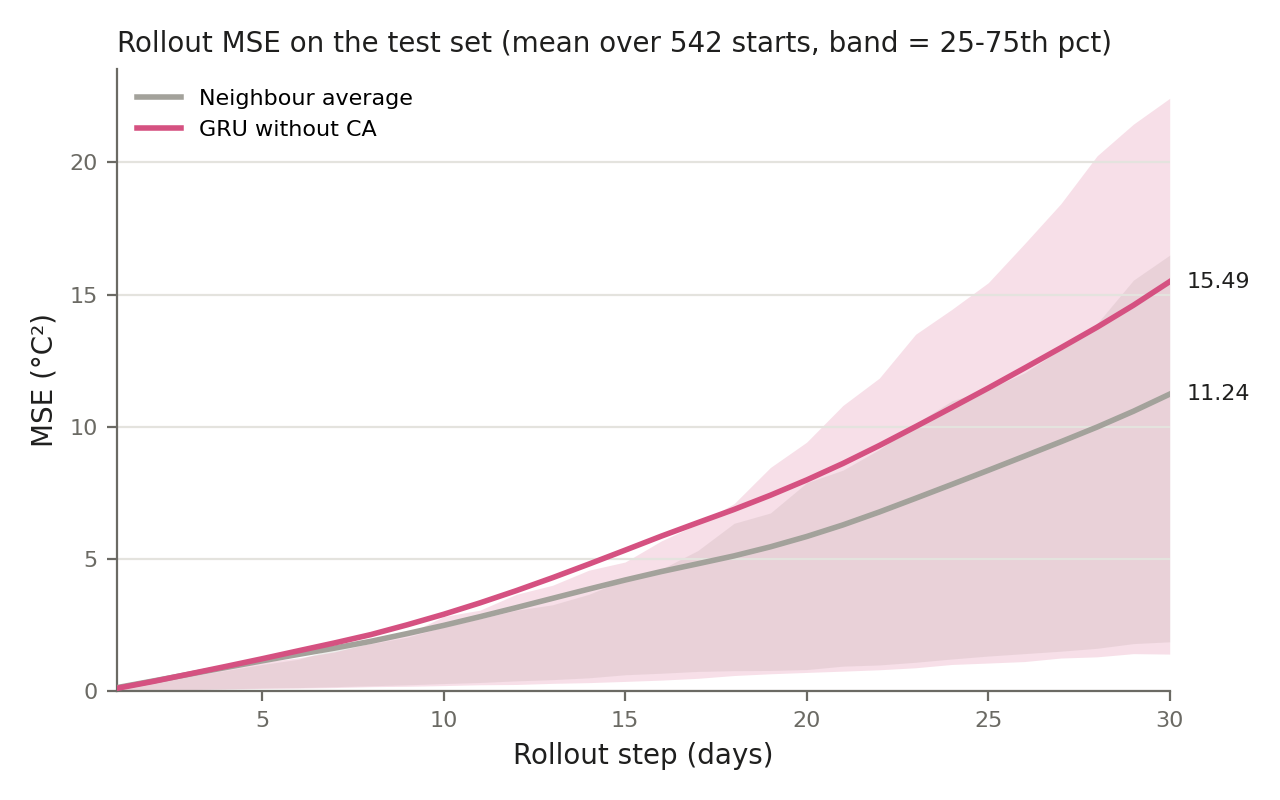 Rollout MSE on the test set (mean over 542 starts, band = 25-75th pct)
Neighbour average
GRU without CA
20
15
10
5
0
MSE (°C²)
15.49
11.24
5
10
15
20
25
30
Rollout step (days)